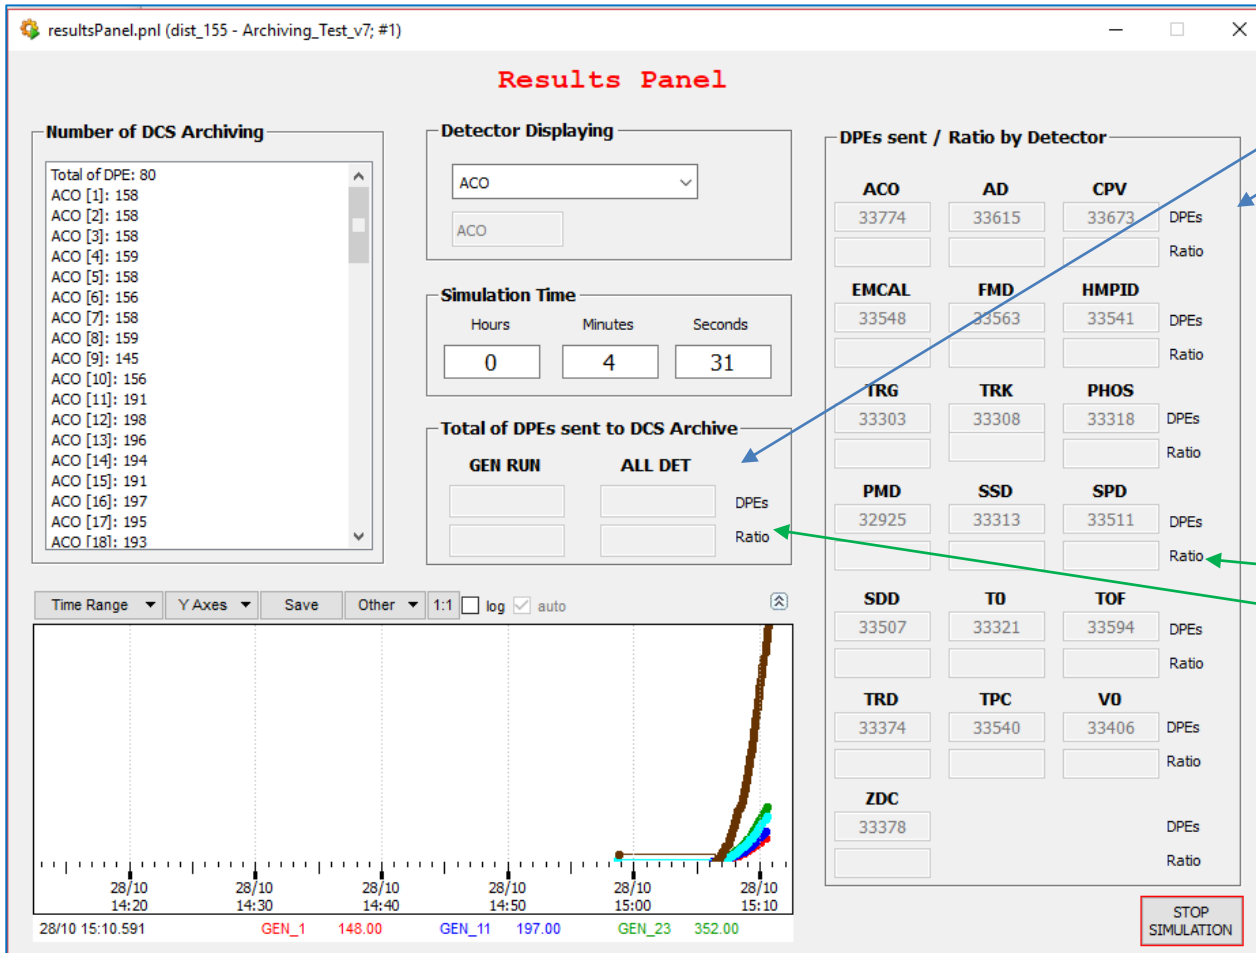 resultsPanel.pnl (dist_155 - Archiving_Test_v7; #1)
Results Panel
Number of DCS Archiving
Total of DPE: 80
ACO [1]: 158
ACO [2]: 158
ACO [3]: 158
ACO [4]: 159
ACO [5]: 158
ACO [6]: 156
ACO [7]: 158
ACO [8]: 159
ACO [9]: 145
ACO [10]: 156
ACO [11]: 191
ACO [12]: 198
ACO [13]: 196
ACO [14]: 194
ACO [15]: 191
ACO [16]: 197
ACO [17]: 195
ACO [18]: 193
Detector Displaying
ACO
ACO
Simulation Time
Hours Minutes Seconds
0 4 31
Total of DPEs sent to DCS Archive
GEN RUN ALL DET
DPEs
Ratio
DPEs sent / Ratio by Detector
ACO AD CPV
33774 33615 33673 DPEs
Ratio
EMCAL FMD HMPID
33548 33563 33541 DPEs
Ratio
TRG TRK PHOS
33303 33308 33318 DPEs
Ratio
PMD SSD SPD
32925 33313 33511 DPEs
Ratio
SDD T0 TOF
33507 33321 33594 DPEs
Ratio
TRD TPC V0
33374 33540 33406 DPEs
Ratio
ZDC
33378 DPEs
Ratio
Time Range Y Axes Save Other 1:1 log auto
28/10 28/10 28/10 28/10 28/10 28/10
14:20 14:30 14:40 14:50 15:00 15:10
28/10 15:10.591 GEN_1 148.00 GEN_11 197.00 GEN_23 352.00
STOP
SIMULATION